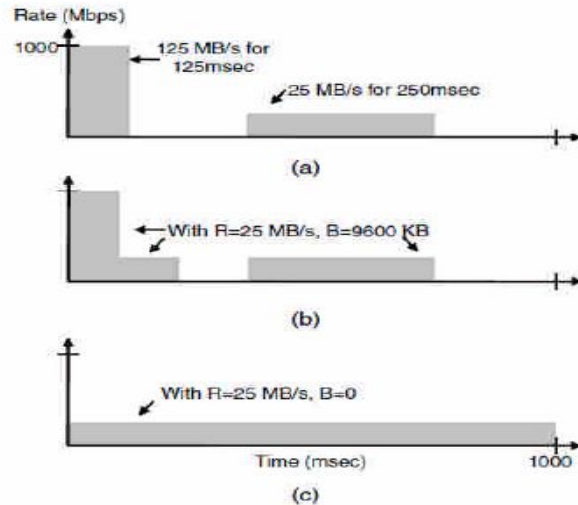 Rate (Mbps)
1000
125 MB/s for
125msec
25 MB/s for 250msec
(a)
With R=25 MB/s, B=9600 KB
(b)
With R=25 MB/s, B=0
Time (msec)
1000
(c)